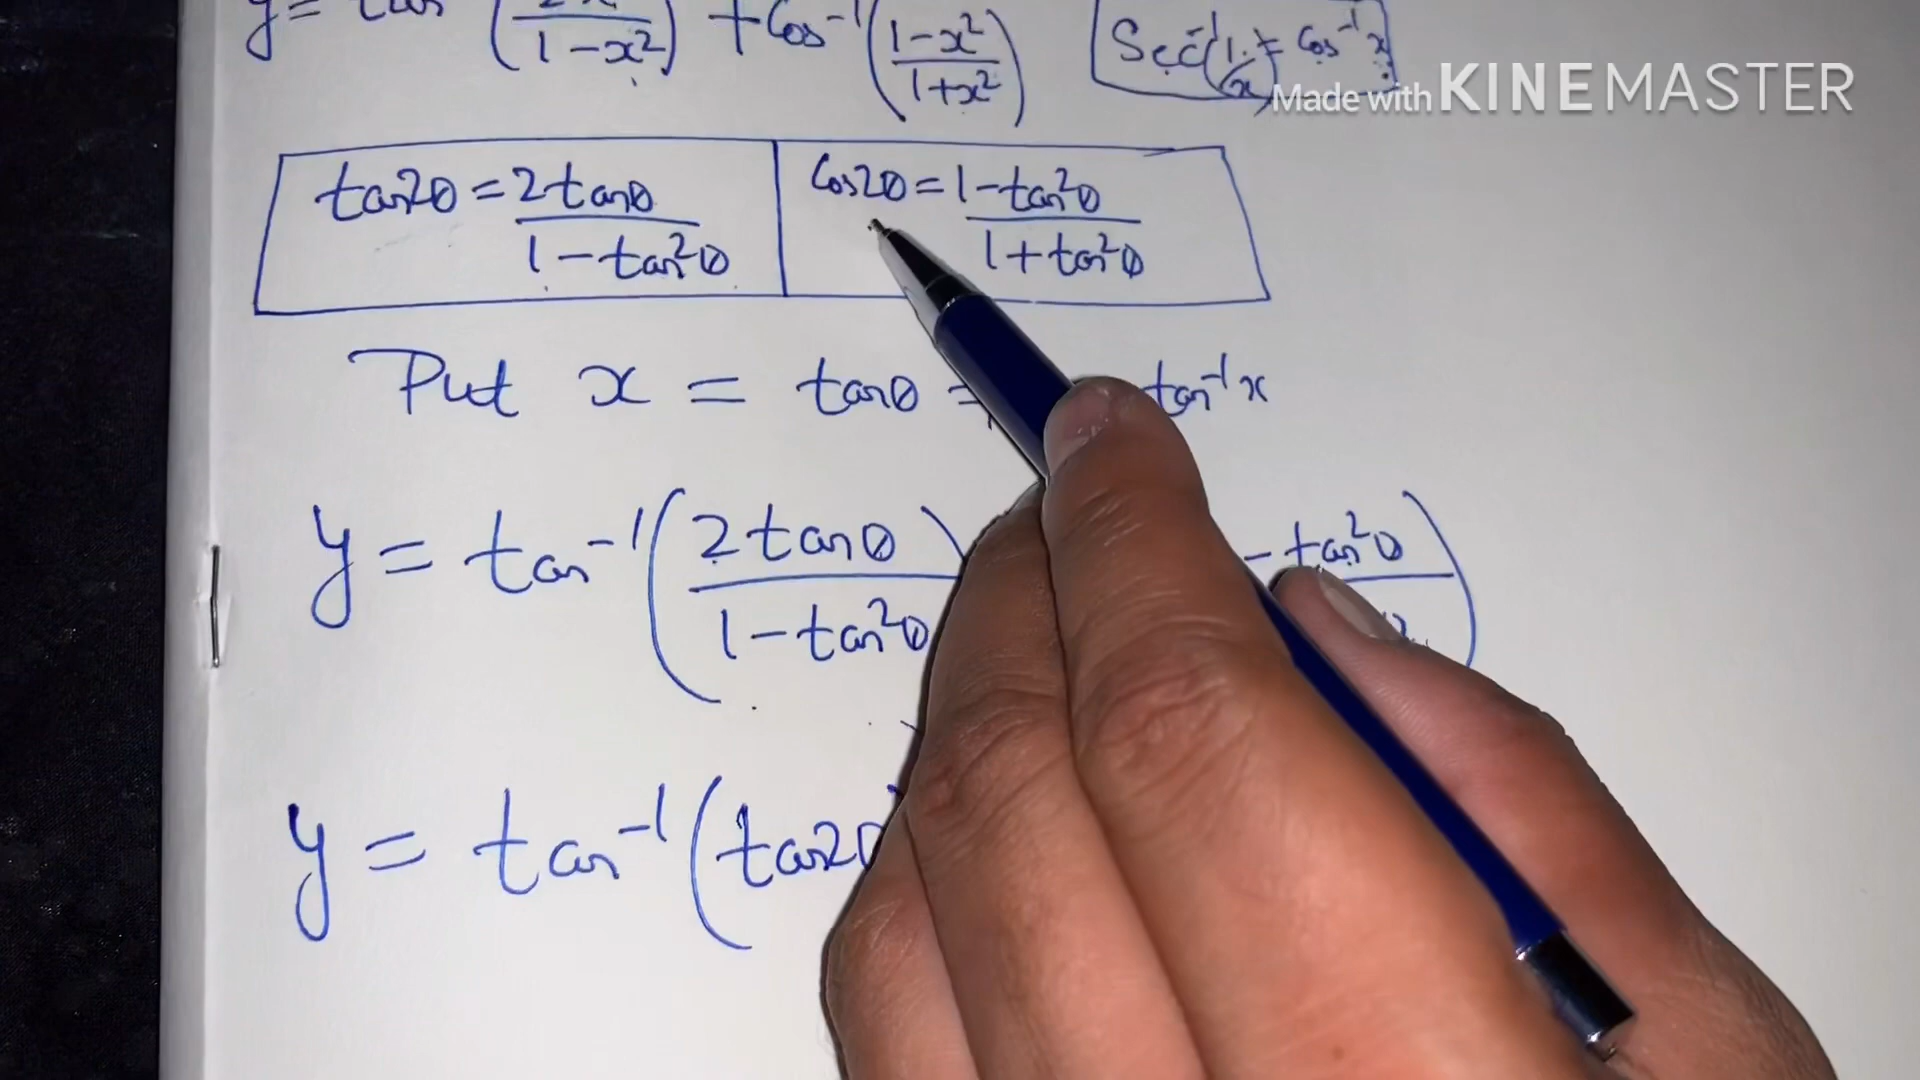 y = tan (2x / 1-x²) + Cos⁻¹ (1-x² / 1+x²) Sec⁻¹(1/x) = Cos⁻¹x
Made with KINEMASTER
tan2θ = 2tanθ / 1-tan²θ Cos2θ = 1-tan²θ / 1+tan²θ
Put x = tanθ = tan⁻¹x
y = tan⁻¹ (2tanθ / 1-tan²θ) - tan²θ )
y = tan⁻¹ (tan2θ